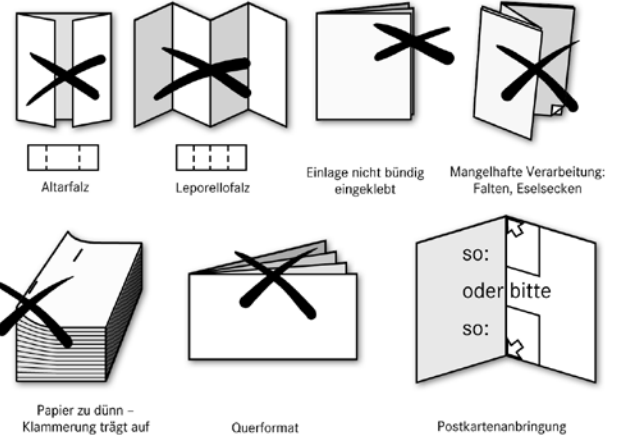 Altarfalz
Leporellofalz
Einlage nicht bündig
eingeklebt
Mangelhafte Verarbeitung:
Falten, Eselsecken
so:
oder bitte
so:
Papier zu dünn –
Klammerung trägt auf
Querformat
Postkartenanbringung